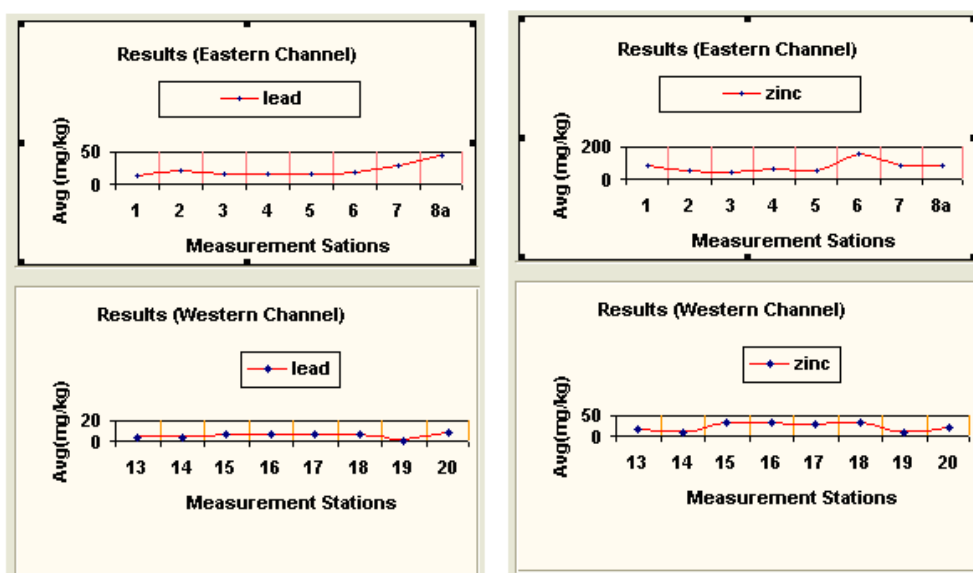 Results (Eastern Channel)
lead
Avg (mg/kg)
50
0
1 2 3 4 5 6 7 8a
Measurement Sations
Results (Eastern Channel)
zinc
Avg (mg/kg)
200
0
1 2 3 4 5 6 7 8a
Measurement Sations
Results (Western Channel)
lead
Avg(mg/kg)
20
0
13 14 15 16 17 18 19 20
Measurement Stations
Results (Western Channel)
zinc
Avg(mg/kg)
50
0
13 14 15 16 17 18 19 20
Measurement Stations